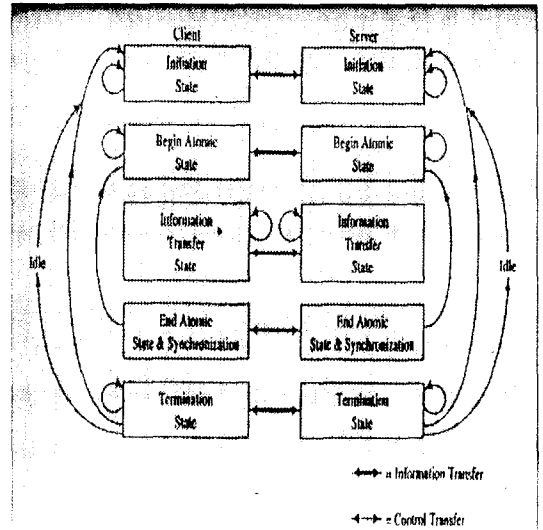 Client Server
Initiation
State
Initiation
State
Begin Atomic
State
Begin Atomic
State
Information
Transfer
State
Information
Transfer
State
Idle
Idle
End Atomic
State & Synchronization
End Atomic
State & Synchronization
Termination
State
Termination
State
= Information Transfer
= Control Transfer